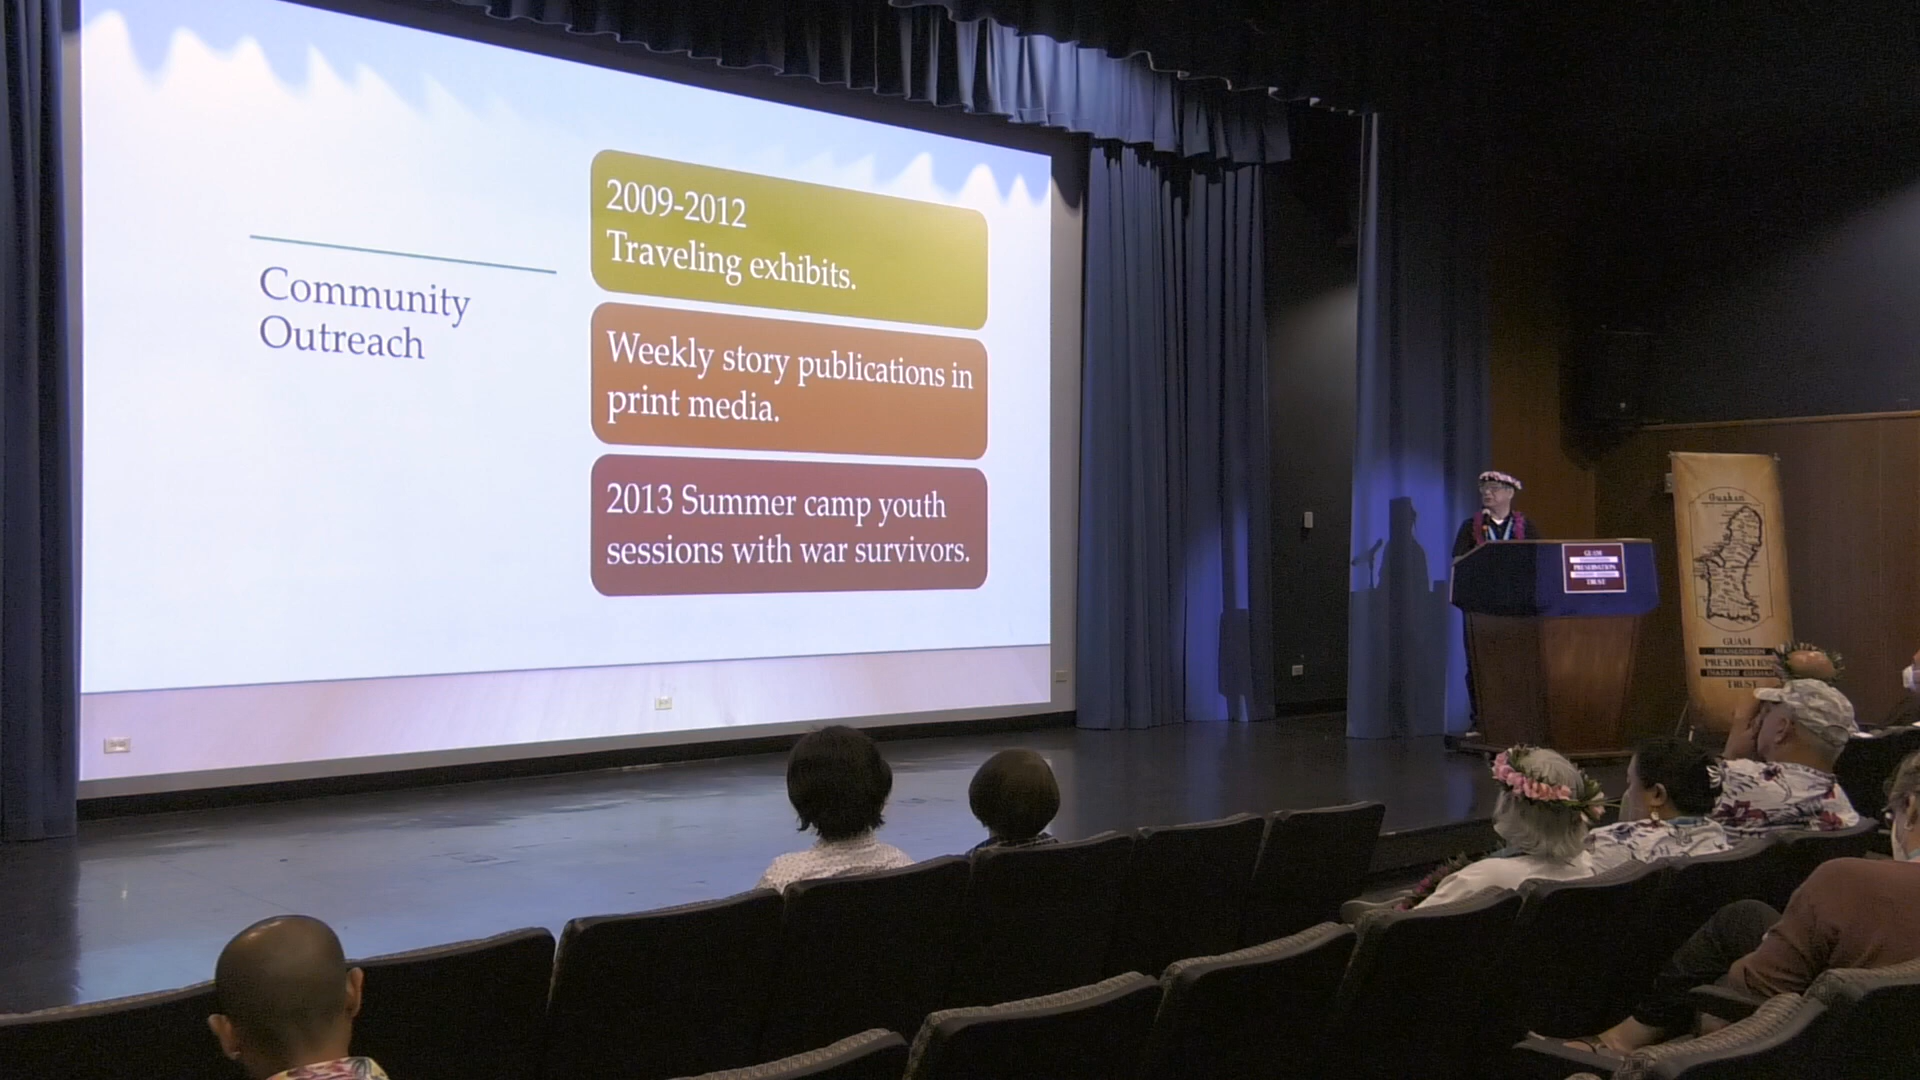 Community
Outreach
2009-2012
Traveling exhibits.
Weekly story publications in
print media.
2013 Summer camp youth
sessions with war survivors.
GUAM
PRESERVATION
TRUST
Guahan
GUAM
PRESERVATION
TRUST